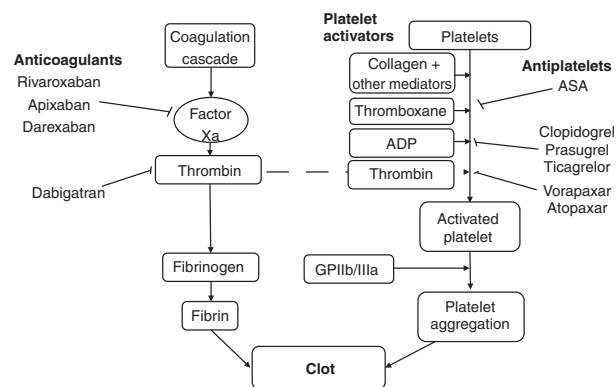 Coagulation
cascade
Anticoagulants
Rivaroxaban
Apixaban
Darexaban
Factor
Xa
Thrombin
Dabigatran
Fibrinogen
Fibrin
Platelet
activators
Platelets
Collagen +
other mediators
Thromboxane
ADP
Thrombin
Antiplatelets
ASA
Clopidogrel
Prasugrel
Ticagrelor
Vorapaxar
Atopaxar
Activated
platelet
GPIIb/IIIa
Platelet
aggregation
Clot